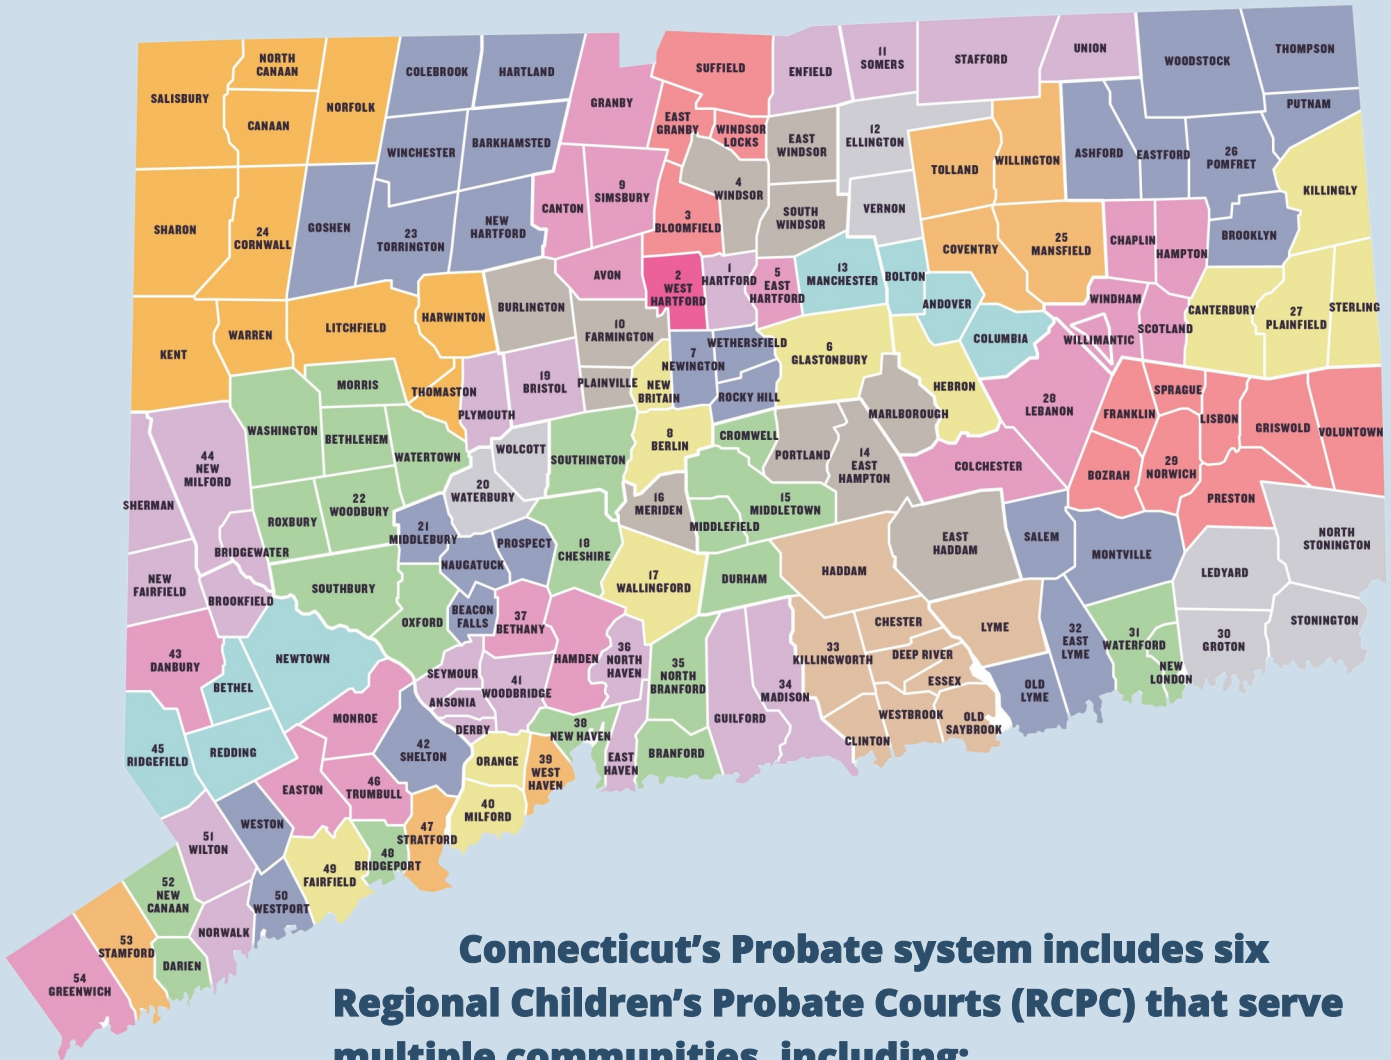 SALISBURY
NORTH
CANAAN
CANAAN
NORFOLK
COLEBROOK
HARTLAND
WINCHESTER
BARKHAMSTED
GRANBY
SUFFIELD
EAST
GRANBY
WINDSOR
LOCKS
ENFIELD
11
SOMERS
STAFFORD
UNION
WOODSTOCK
THOMPSON
PUTNAM
EAST
WINDSOR
12
ELLINGTON
TOLLAND
WILLINGTON
ASHFORD
EASTFORD
26
POMFRET
KILLINGLY
SHARON
24
CORNWALL
GOSHEN
23
TORRINGTON
NEW
HARTFORD
CANTON
9
SIMSBURY
3
BLOOMFIELD
4
WINDSOR
SOUTH
WINDSOR
VERNON
COVENTRY
25
MANSFIELD
CHAPLIN
HAMPTON
BROOKLYN
KENT
WARREN
LITCHFIELD
HARWINTON
BURLINGTON
AVON
2
WEST
HARTFORD
1
HARTFORD
5
EAST
HARTFORD
13
MANCHESTER
BOLTON
ANDOVER
COLUMBIA
WINDHAM
WILLIMANTIC
SCOTLAND
CANTERBURY
27
PLAINFIELD
STERLING
10
FARMINGTON
PLAINVILLE
NEW
BRITAIN
7
NEWINGTON
WETHERSFIELD
ROCKY HILL
6
GLASTONBURY
HEBRON
MARLBOROUGH
28
LEBANON
SPRAGUE
FRANKLIN
LISBON
GRISWOLD
VOLUNTOWN
MORRIS
THOMASTON
PLYMOUTH
19
BRISTOL
WASHINGTON
BETHLEHEM
WATERTOWN
WOLCOTT
SOUTHINGTON
8
BERLIN
CROMWELL
PORTLAND
14
EAST
HAMPTON
COLCHESTER
BOZRAH
29
NORWICH
PRESTON
44
NEW
MILFORD
SHERMAN
ROXBURY
22
WOODBURY
20
WATERBURY
21
MIDDLEBURY
NAUGATUCK
PROSPECT
18
CHESHIRE
16
MERIDEN
15
MIDDLETOWN
MIDDLEFIELD
EAST
HADDAM
SALEM
MONTVILLE
NORTH
STONINGTON
LEDYARD
STONINGTON
BRIDGEWATER
NEW
FAIRFIELD
BROOKFIELD
SOUTHBURY
OXFORD
BEACON
FALLS
37
BETHANY
17
WALLINGFORD
DURHAM
HADDAM
CHESTER
DEEP RIVER
ESSEX
LYME
32
EAST
LYME
31
WATERFORD
NEW
LONDON
30
GROTON
43
DANBURY
BETHEL
NEWTOWN
SEYMOUR
ANSONIA
DERBY
41
WOODBRIDGE
HAMDEN
36
NORTH
HAVEN
35
NORTH
BRANFORD
GUILFORD
34
MADISON
33
KILLINGWORTH
CLINTON
WESTBROOK
OLD
SAYBROOK
OLD
LYME
45
RIDGEFIELD
REDDING
MONROE
42
SHELTON
ORANGE
39
WEST
HAVEN
38
NEW HAVEN
EAST
HAVEN
BRANFORD
EASTON
46
TRUMBULL
40
MILFORD
47
STRATFORD
51
WILTON
WESTON
48
BRIDGEPORT
49
FAIRFIELD
50
WESTPORT
52
NEW
CANAAN
NORWALK
53
STAMFORD
DARIEN
54
GREENWICH
Connecticut's Probate system includes six
Regional Children's Probate Courts (RCPC) that serve
multiple communities, including: